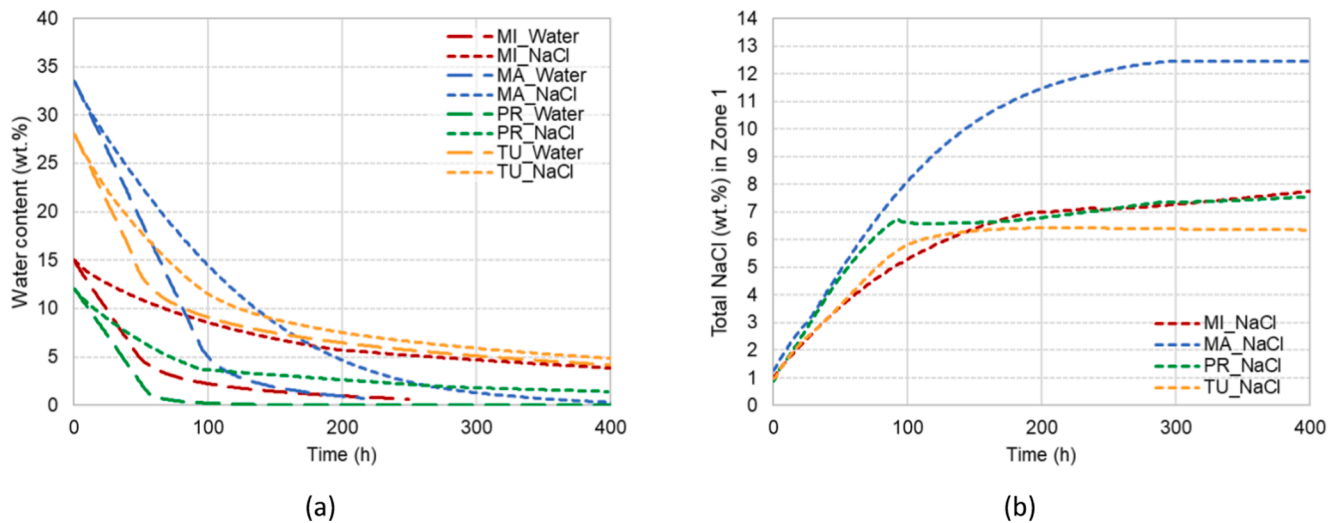 40
35
30
25
20
15
10
5
0
Water content (wt.%)
MI_Water
MI_NaCl
MA_Water
MA_NaCl
PR_Water
PR_NaCl
TU_Water
TU_NaCl
0 100 200 300 400
Time (h)
(a)
14
13
12
11
10
9
8
7
6
5
4
3
2
1
0
Total NaCl (wt.%) in Zone 1
MI_NaCl
MA_NaCl
PR_NaCl
TU_NaCl
0 100 200 300 400
Time (h)
(b)